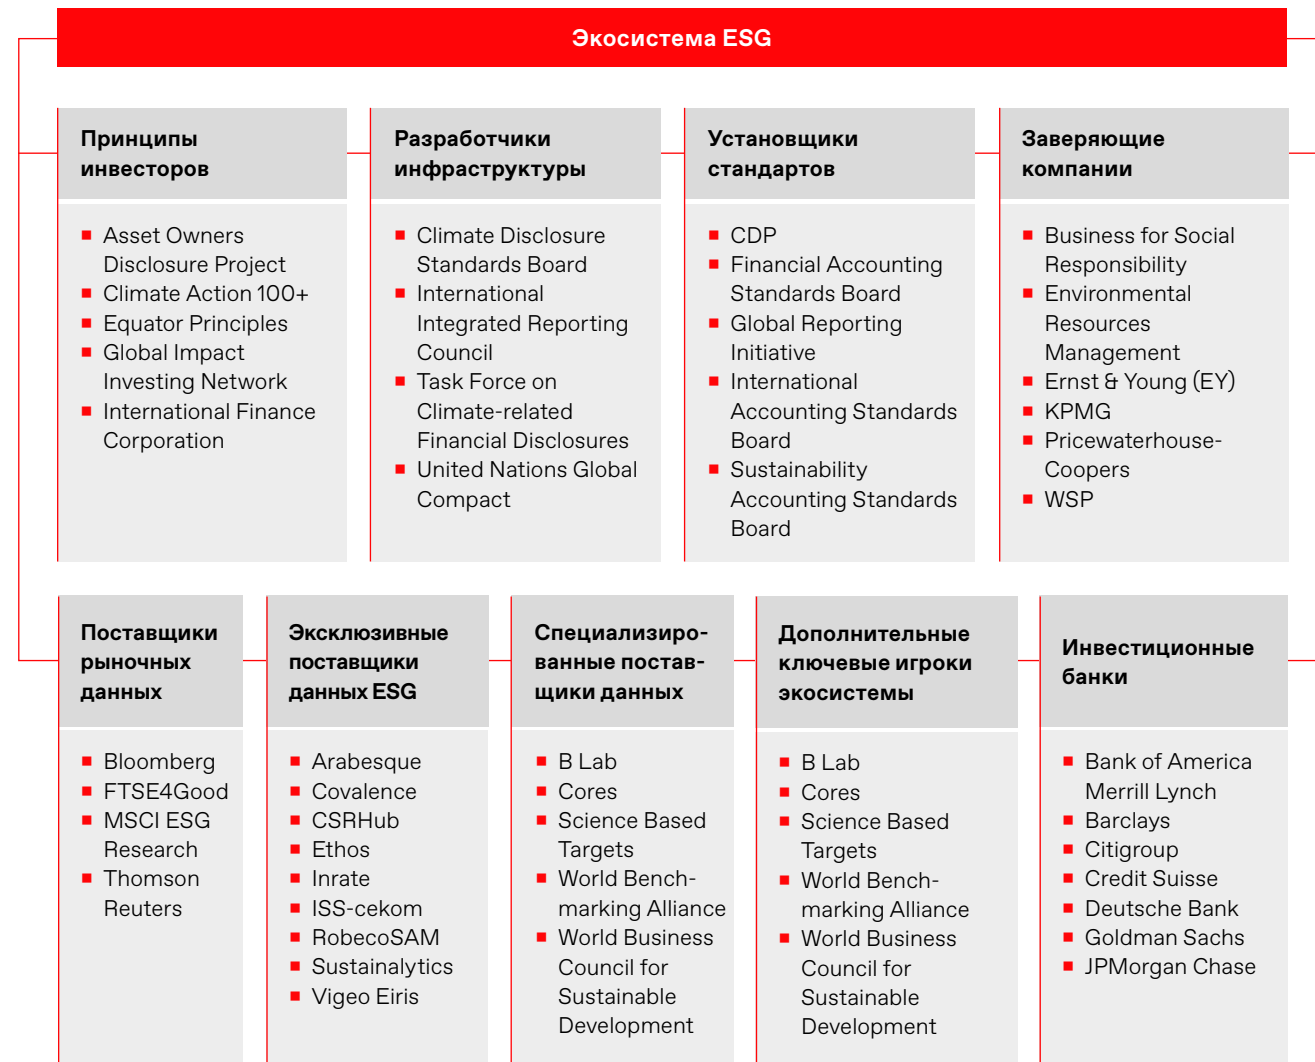 Экосистема ESG
Принципы
инвесторов
Asset Owners
Disclosure Project
Climate Action 100+
Equator Principles
Global Impact
Investing Network
International Finance
Corporation
Разработчики
инфраструктуры
Climate Disclosure
Standards Board
International
Integrated Reporting
Council
Task Force on
Climate-related
Financial Disclosures
United Nations Global
Compact
Установщики
стандартов
CDP
Financial Accounting
Standards Board
Global Reporting
Initiative
International
Accounting Standards
Board
Sustainability
Accounting Standards
Board
Заверяющие
компании
Business for Social
Responsibility
Environmental
Resources
Management
Ernst & Young (EY)
KPMG
Pricewaterhouse-
Coopers
WSP
Поставщики
рыночных
данных
Bloomberg
FTSE4Good
MSCI ESG
Research
Thomson
Reuters
Эксклюзивные
поставщики
данных ESG
Arabesque
Covalence
CSRHub
Ethos
Inrate
ISS-cekom
RobecoSAM
Sustainalytics
Vigeo Eiris
Специализиро-
ванные постав-
щики данных
B Lab
Cores
Science Based
Targets
World Bench-
marking Alliance
World Business
Council for
Sustainable
Development
Дополнительные
ключевые игроки
экосистемы
B Lab
Cores
Science Based
Targets
World Bench-
marking Alliance
World Business
Council for
Sustainable
Development
Инвестиционные
банки
Bank of America
Merrill Lynch
Barclays
Citigroup
Credit Suisse
Deutsche Bank
Goldman Sachs
JPMorgan Chase